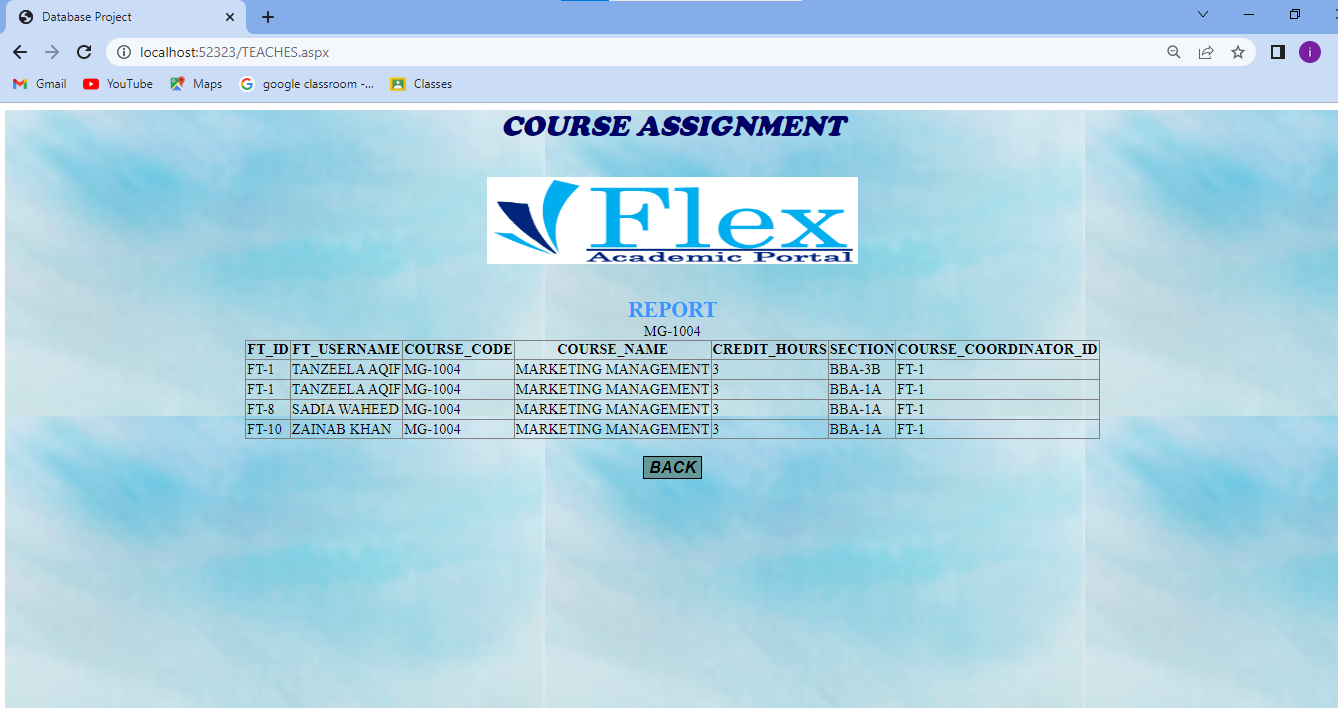 Database Project
localhost:52323/TEACHES.aspx
i
Gmail YouTube Maps google classroom -... Classes
COURSE ASSIGNMENT
Flex
Academic Portal
REPORT
MG-1004
FT_ID FT_USERNAME COURSE_CODE COURSE_NAME CREDIT_HOURS SECTION COURSE_COORDINATOR_ID
FT-1 TANZEELA AQIF MG-1004 MARKETING MANAGEMENT 3 BBA-3B FT-1
FT-1 TANZEELA AQIF MG-1004 MARKETING MANAGEMENT 3 BBA-1A FT-1
FT-8 SADIA WAHEED MG-1004 MARKETING MANAGEMENT 3 BBA-1A FT-1
FT-10 ZAINAB KHAN MG-1004 MARKETING MANAGEMENT 3 BBA-1A FT-1
BACK